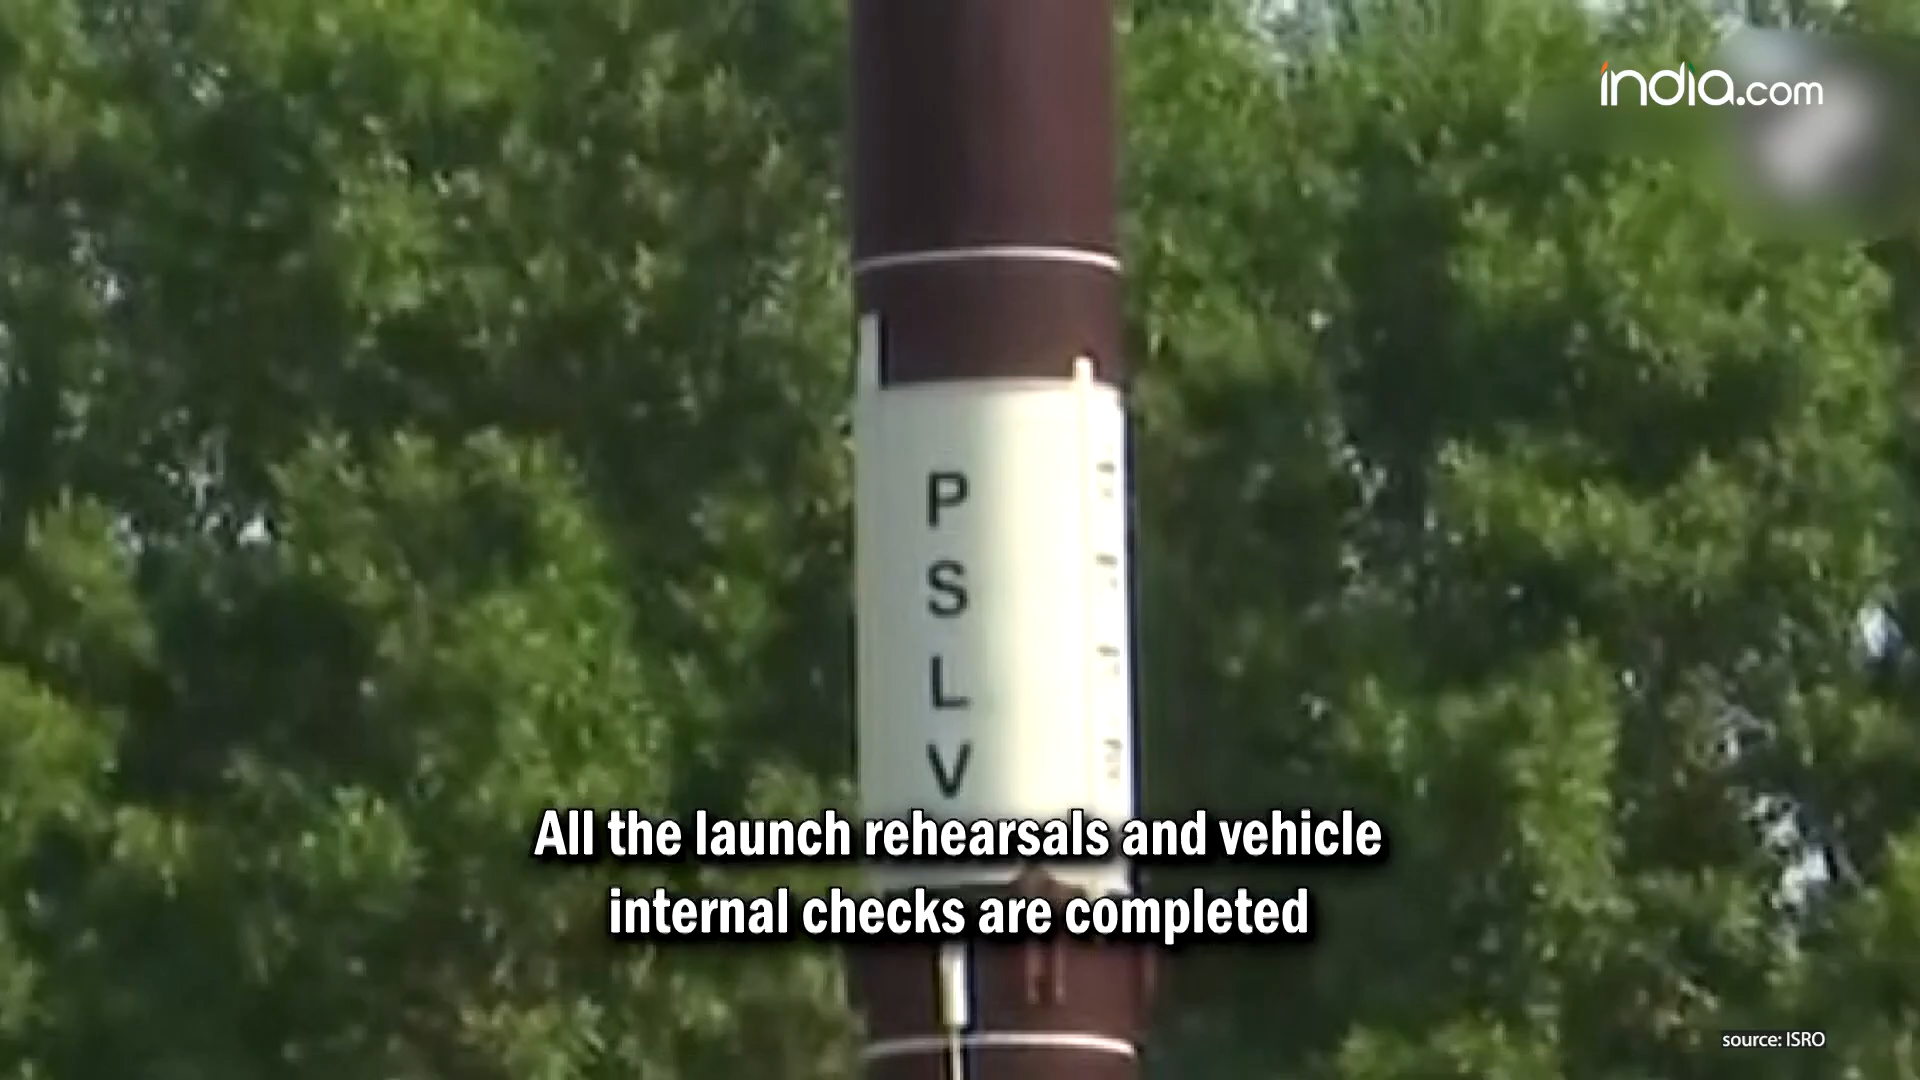 india.com
P
S
L
V
All the launch rehearsals and vehicle
internal checks are completed
source: ISRO